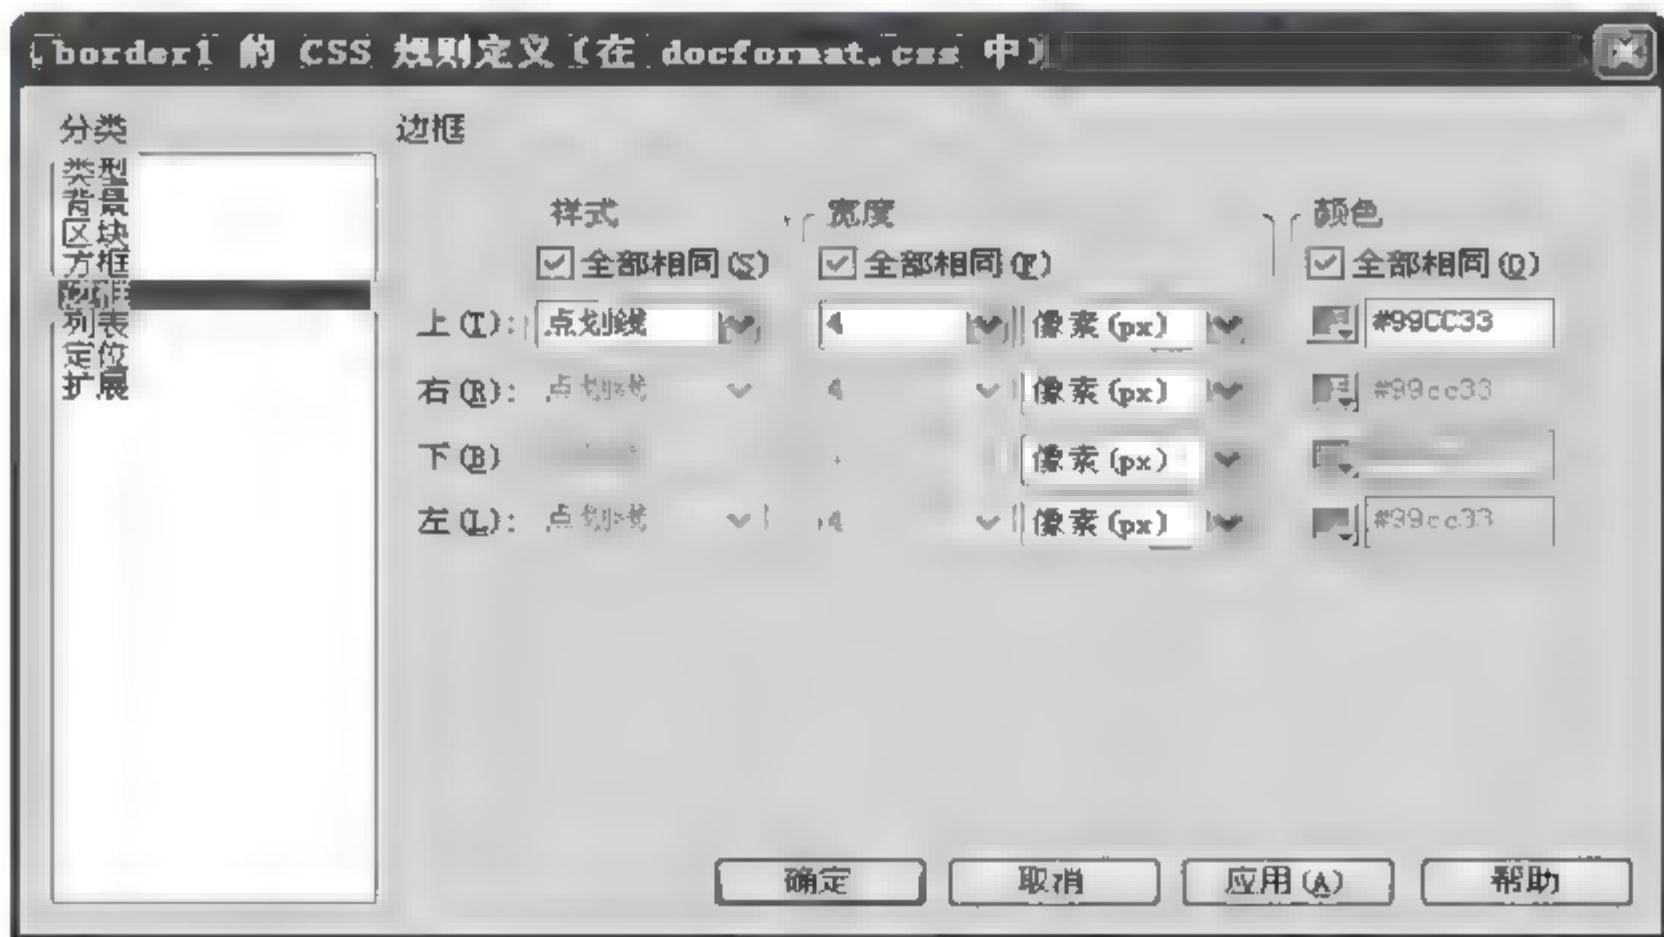 .border1 的 CSS 规则定义（在 docformat.css 中）
分类
类型
背景
区块
方框
边框
列表
定位
扩展
边框
样式 宽度 颜色
全部相同(S) 全部相同(F) 全部相同(O)
上(T): 点划线 4 像素(px) #99CC33
右(R): 点划线 4 像素(px) #99cc33
下(B) 像素(px)
左(L): 点划线 4 像素(px) #99cc33
确定 取消 应用(A) 帮助